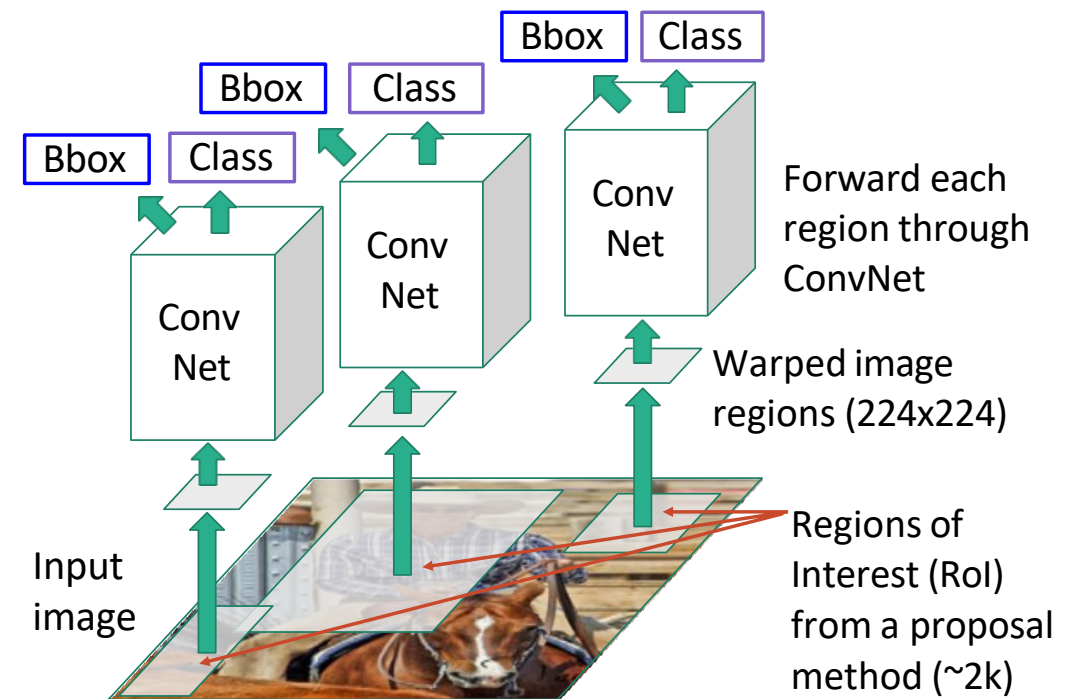 Bbox
Class
Bbox
Class
Bbox
Class
Conv
Net
Conv
Net
Conv
Net
Forward each
region through
ConvNet
Warped image
regions (224x224)
Input
image
Regions of
Interest (RoI)
from a proposal
method (~2k)